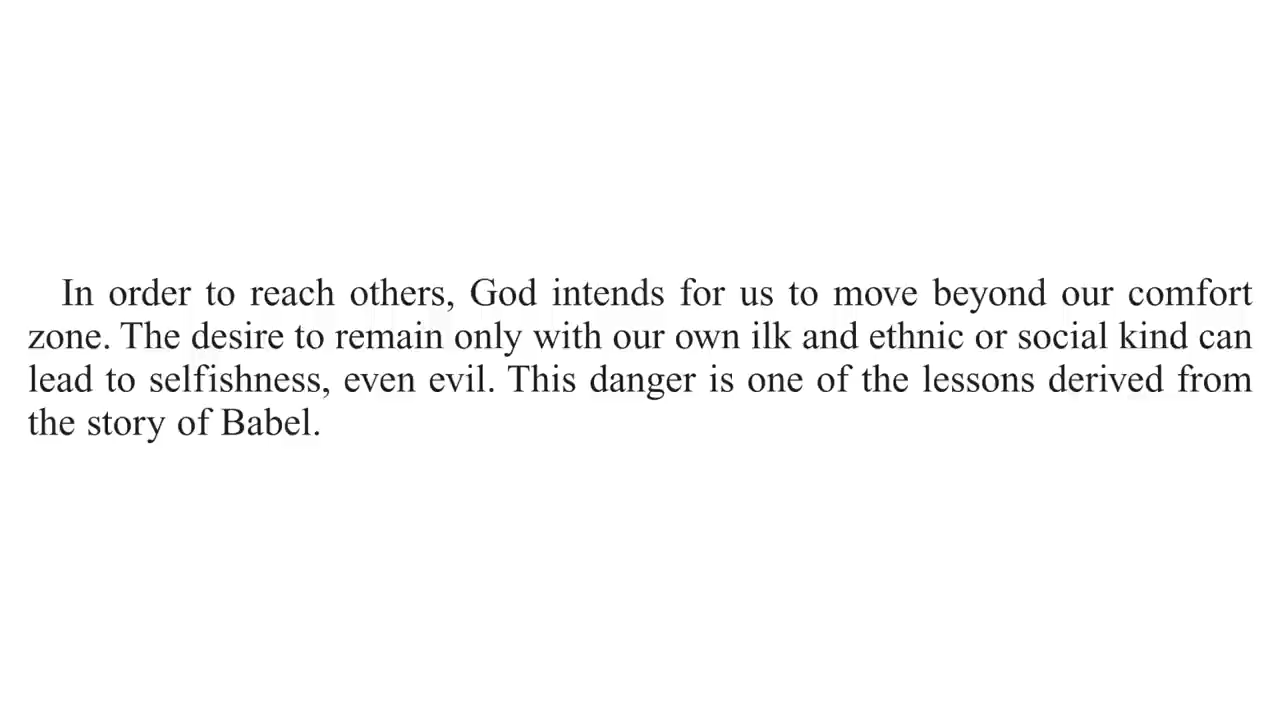 In order to reach others, God intends for us to move beyond our comfort
zone. The desire to remain only with our own ilk and ethnic or social kind can
lead to selfishness, even evil. This danger is one of the lessons derived from
the story of Babel.